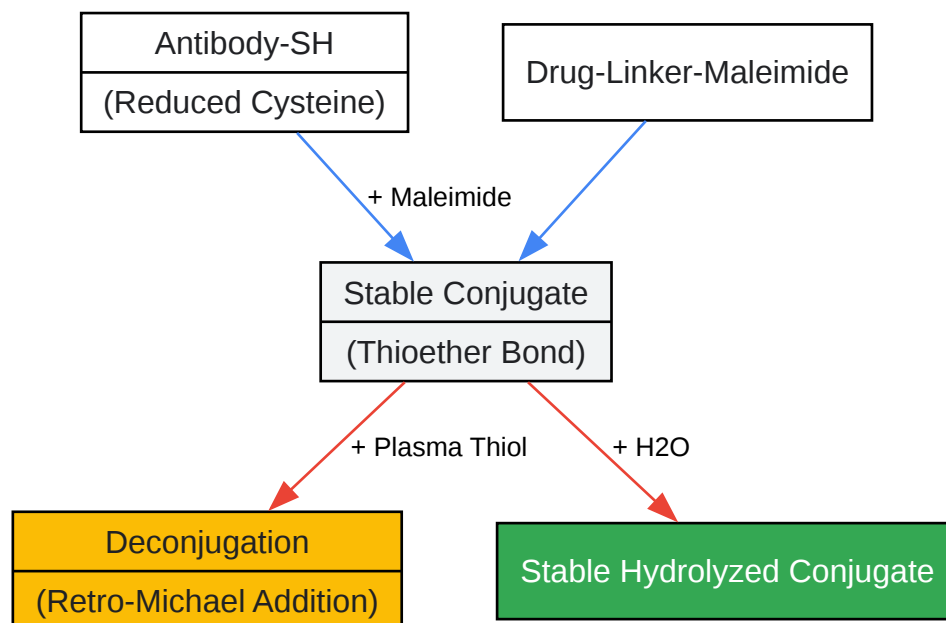 Antibody-SH
(Reduced Cysteine)
Drug-Linker-Maleimide
+ Maleimide
Stable Conjugate
(Thioether Bond)
+ Plasma Thiol
+ H2O
Deconjugation
(Retro-Michael Addition)
Stable Hydrolyzed Conjugate